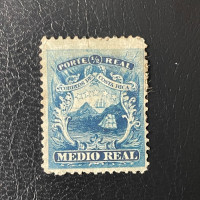 PORTE ½ REAL
CORREOS DE COSTA RICA
MEDIO REAL